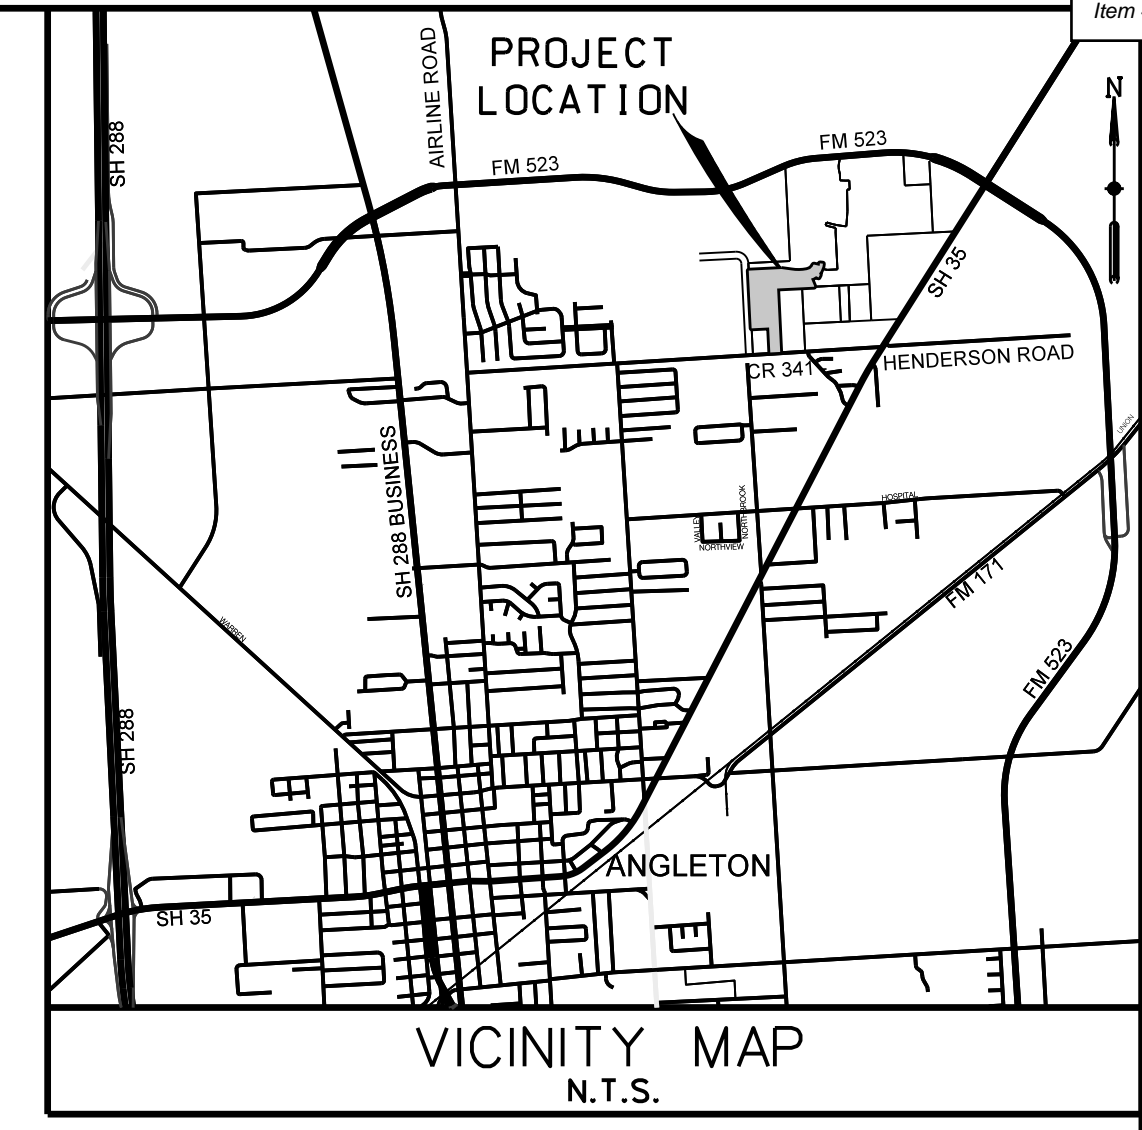 Item
PROJECT
LOCATION
N
AIRLINE ROAD
SH 288
FM 523
FM 523
SH 35
CR 341
HENDERSON ROAD
UNION
SH 288 BUSINESS
VALLEY
NORTHBROOK
NORTHVIEW
HOSPITAL
FM 171
WARREN
FM 523
SH 288
ANGLETON
SH 35
VICINITY MAP
N.T.S.